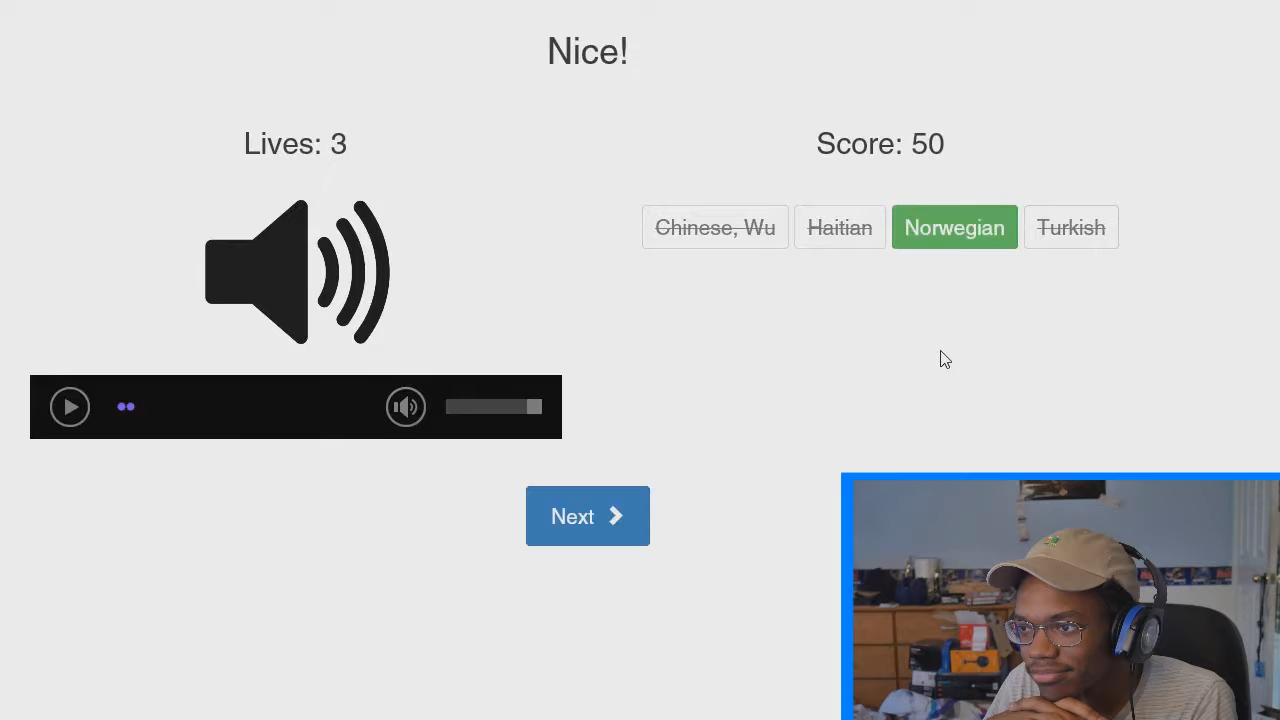 Nice!
Lives: 3
Score: 50
Chinese, Wu
Haitian
Norwegian
Turkish
Next